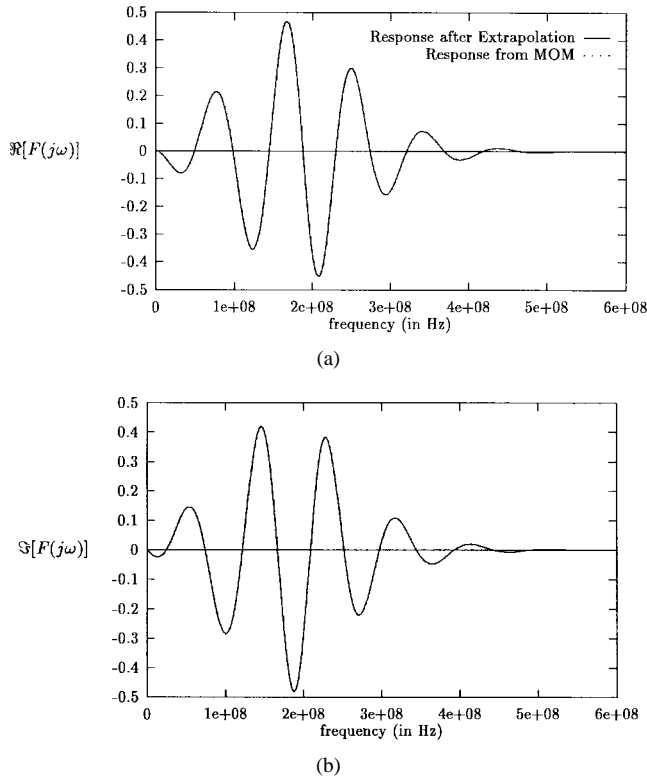 Response after Extrapolation
Response from MOM
0.5
0.4
0.3
0.2
0.1
0
-0.1
-0.2
-0.3
-0.4
-0.5
ℜ[F(jω)]
0 1e+08 2e+08 3e+08 4e+08 5e+08 6e+08
frequency (in Hz)
(a)
0.5
0.4
0.3
0.2
0.1
0
-0.1
-0.2
-0.3
-0.4
-0.5
ℑ[F(jω)]
0 1e+08 2e+08 3e+08 4e+08 5e+08 6e+08
frequency (in Hz)
(b)